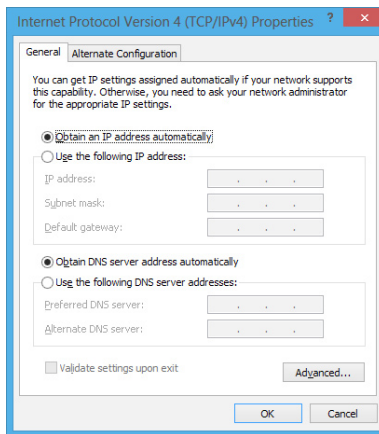 Internet Protocol Version 4 (TCP/IPv4) Properties ? ×
General Alternate Configuration
You can get IP settings assigned automatically if your network supports
this capability. Otherwise, you need to ask your network administrator
for the appropriate IP settings.
Obtain an IP address automatically
Use the following IP address:
IP address: . . .
Subnet mask: . . .
Default gateway: . . .
Obtain DNS server address automatically
Use the following DNS server addresses:
Preferred DNS server: . . .
Alternate DNS server: . . .
Validate settings upon exit
Advanced...
OK Cancel